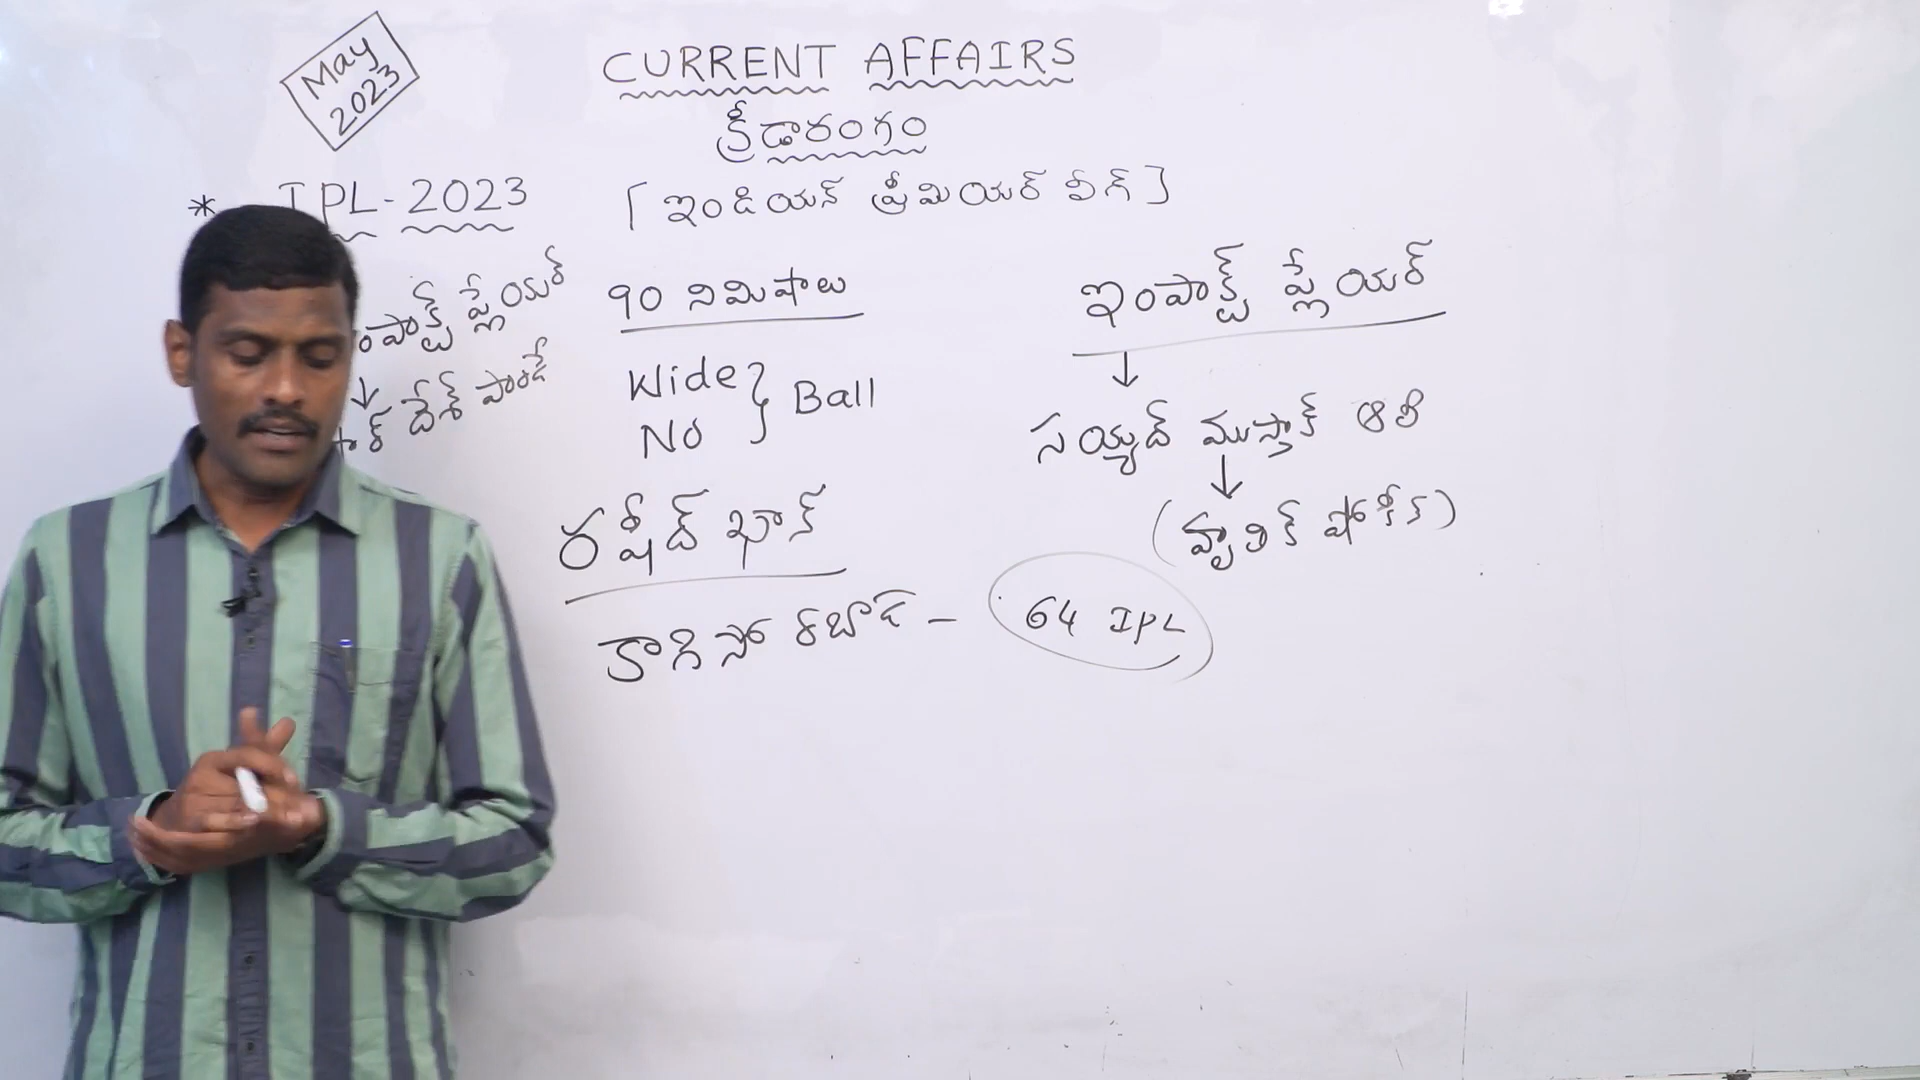 May
2023
CURRENT AFFAIRS
క్రీడారంగం
* IPL-2023 [ఇండియన్ ప్రీమియర్ లీగ్]
ంపాక్ట్ ప్లేయర్
↓
దేశ్ పాండే
90 నిమిషాలు
Wide } Ball
No
రషీద్ ఖాన్
కాగిసో రబాడ - 64 IPL
ఇంపాక్ట్ ప్లేయర్
↓
సయ్యద్ ముస్తాక్ ఆలీ
↓
(హృతిక్ షోకీన్)